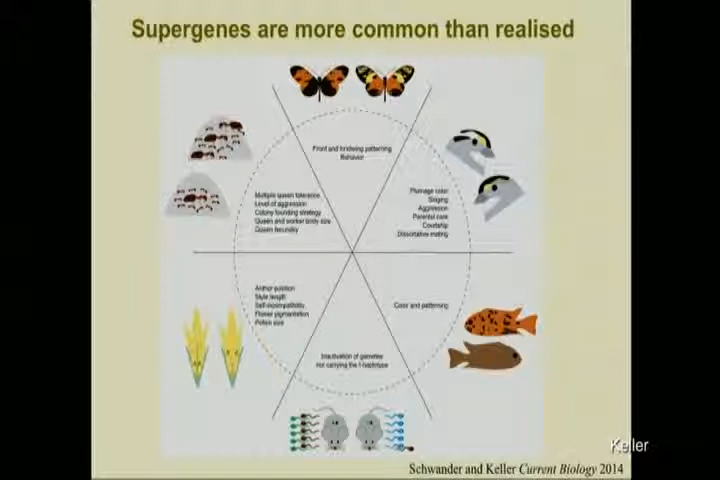 Supergenes are more common than realised
Front and hindwing patterning
Behavior
Multiple queen tolerance
Level of aggression
Colony founding strategy
Queen and worker body size
Queen fecundity
Plumage color
Singing
Aggression
Parental care
Courtship
Dissortative mating
Anther position
Style length
Self-incompatibility
Flower pigmentation
Pollen size
Color and patterning
Inactivation of gametes
not carrying the t-haplotype
Keller
Schwander and Keller Current Biology 2014